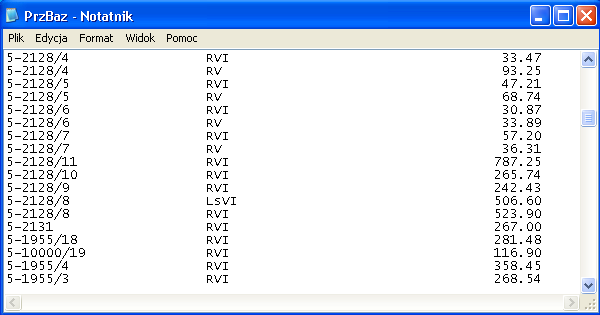 PrzBaz - Notatnik
Plik Edycja Format Widok Pomoc
5-2128/4 RVI 33.47
5-2128/4 RV 93.25
5-2128/5 RVI 47.21
5-2128/5 RV 68.74
5-2128/6 RVI 30.87
5-2128/6 RV 33.89
5-2128/7 RVI 57.20
5-2128/7 RV 36.31
5-2128/11 RVI 787.25
5-2128/10 RVI 265.74
5-2128/9 RVI 242.43
5-2128/8 LsVI 506.60
5-2128/8 RVI 523.90
5-2131 RVI 267.00
5-1955/18 RVI 281.48
5-10000/19 RVI 116.90
5-1955/4 RVI 358.45
5-1955/3 RVI 268.54